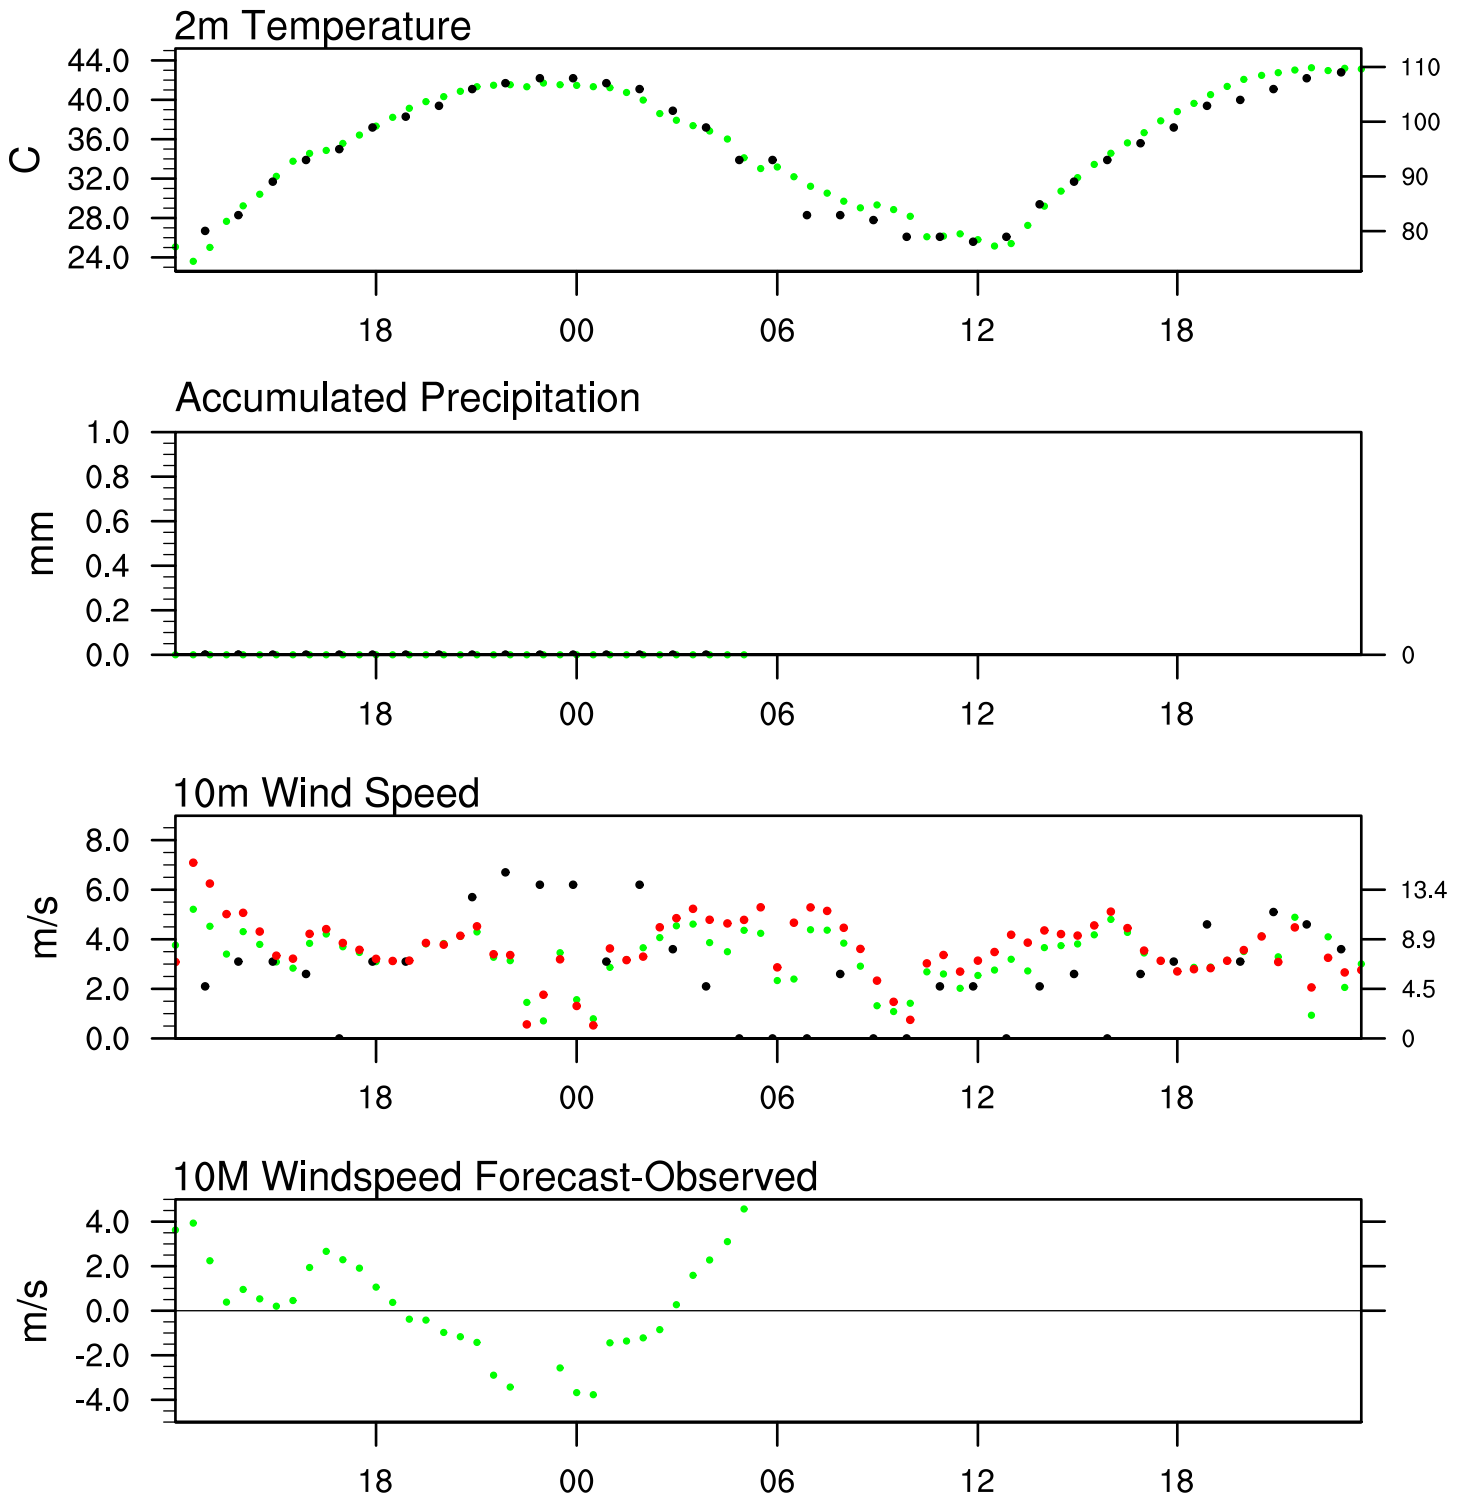 2m Temperature
44.0
40.0
36.0
32.0
28.0
24.0
C
110
100
90
80
18 00 06 12 18
Accumulated Precipitation
1.0
0.8
0.6
0.4
0.2
0.0
mm
0
18 00 06 12 18
10m Wind Speed
8.0
6.0
4.0
2.0
0.0
m/s
13.4
8.9
4.5
0
18 00 06 12 18
10M Windspeed Forecast-Observed
4.0
2.0
0.0
-2.0
-4.0
m/s
18 00 06 12 18